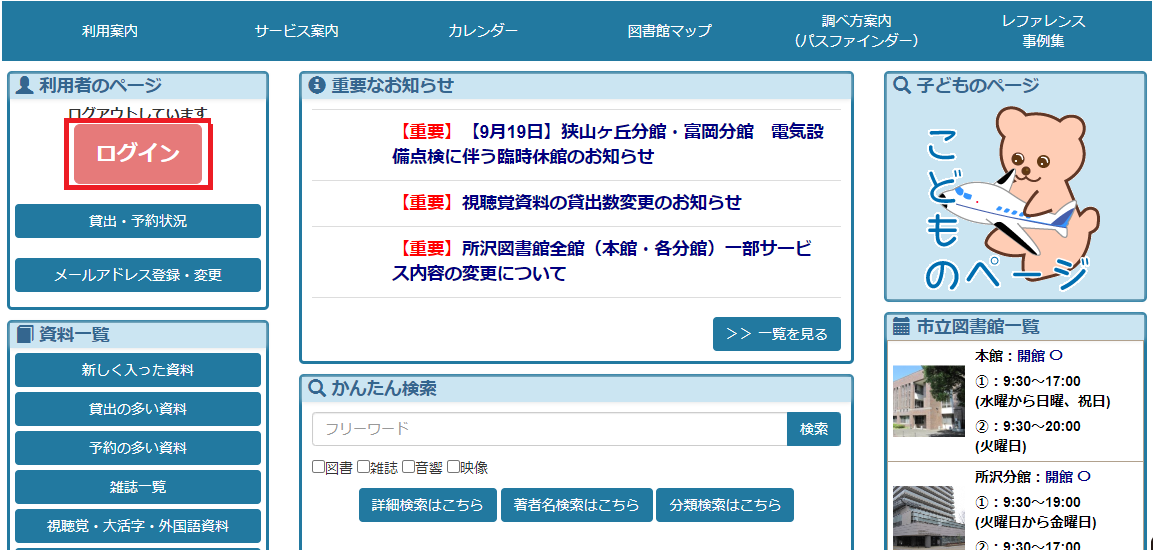 利用案内
サービス案内
カレンダー
図書館マップ
調べ方案内
(パスファインダー)
レファレンス
事例集
利用者のページ
ログアウトしています
ログイン
貸出・予約状況
メールアドレス登録・変更
資料一覧
新しく入った資料
貸出の多い資料
予約の多い資料
雑誌一覧
視聴覚・大活字・外国語資料
重要なお知らせ
【重要】【9月19日】狭山ヶ丘分館・富岡分館　電気設
備点検に伴う臨時休館のお知らせ
【重要】視聴覚資料の貸出数変更のお知らせ
【重要】所沢図書館全館（本館・各分館）一部サービ
ス内容の変更について
>> 一覧を見る
かんたん検索
フリーワード
検索
図書 雑誌 音響 映像
詳細検索はこちら
著者名検索はこちら
分類検索はこちら
子どものページ
こどものページ
市立図書館一覧
本館：開館 〇
①：9:30～17:00
(水曜から日曜、祝日)
②：9:30～20:00
(火曜日)
所沢分館：開館 〇
①：9:30～19:00
(火曜日から金曜日)
②：9:30～17:00